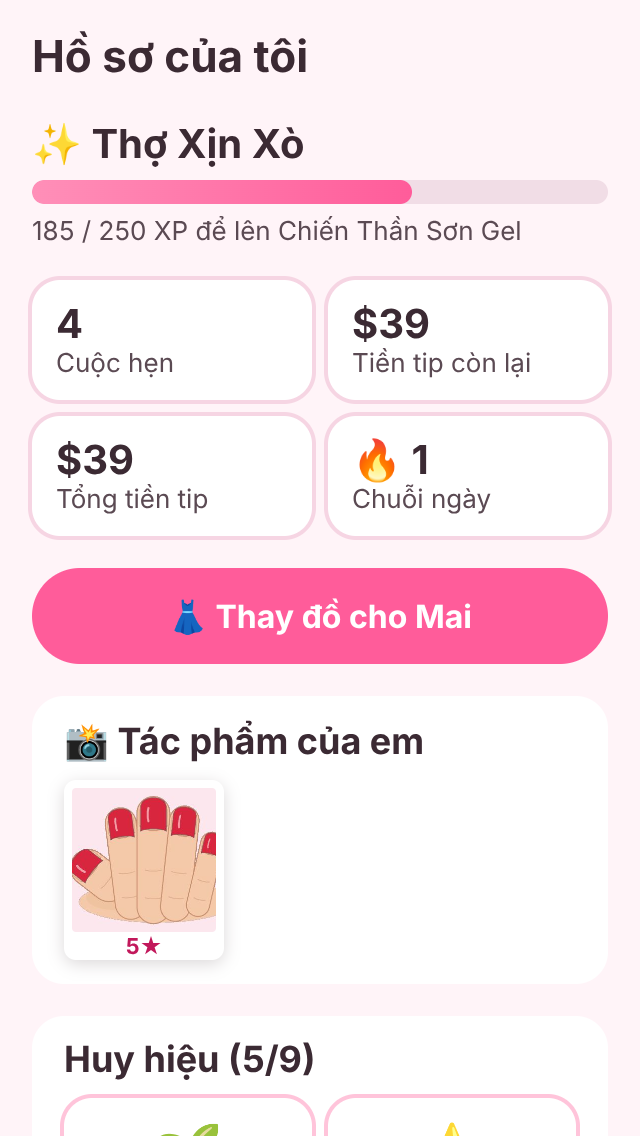 Hồ sơ của tôi
✨ Thợ Xịn Xò
185 / 250 XP để lên Chiến Thần Sơn Gel
4
Cuộc hẹn
$39
Tiền tip còn lại
$39
Tổng tiền tip
🔥 1
Chuỗi ngày
👗 Thay đồ cho Mai
📸 Tác phẩm của em
5★
Huy hiệu (5/9)